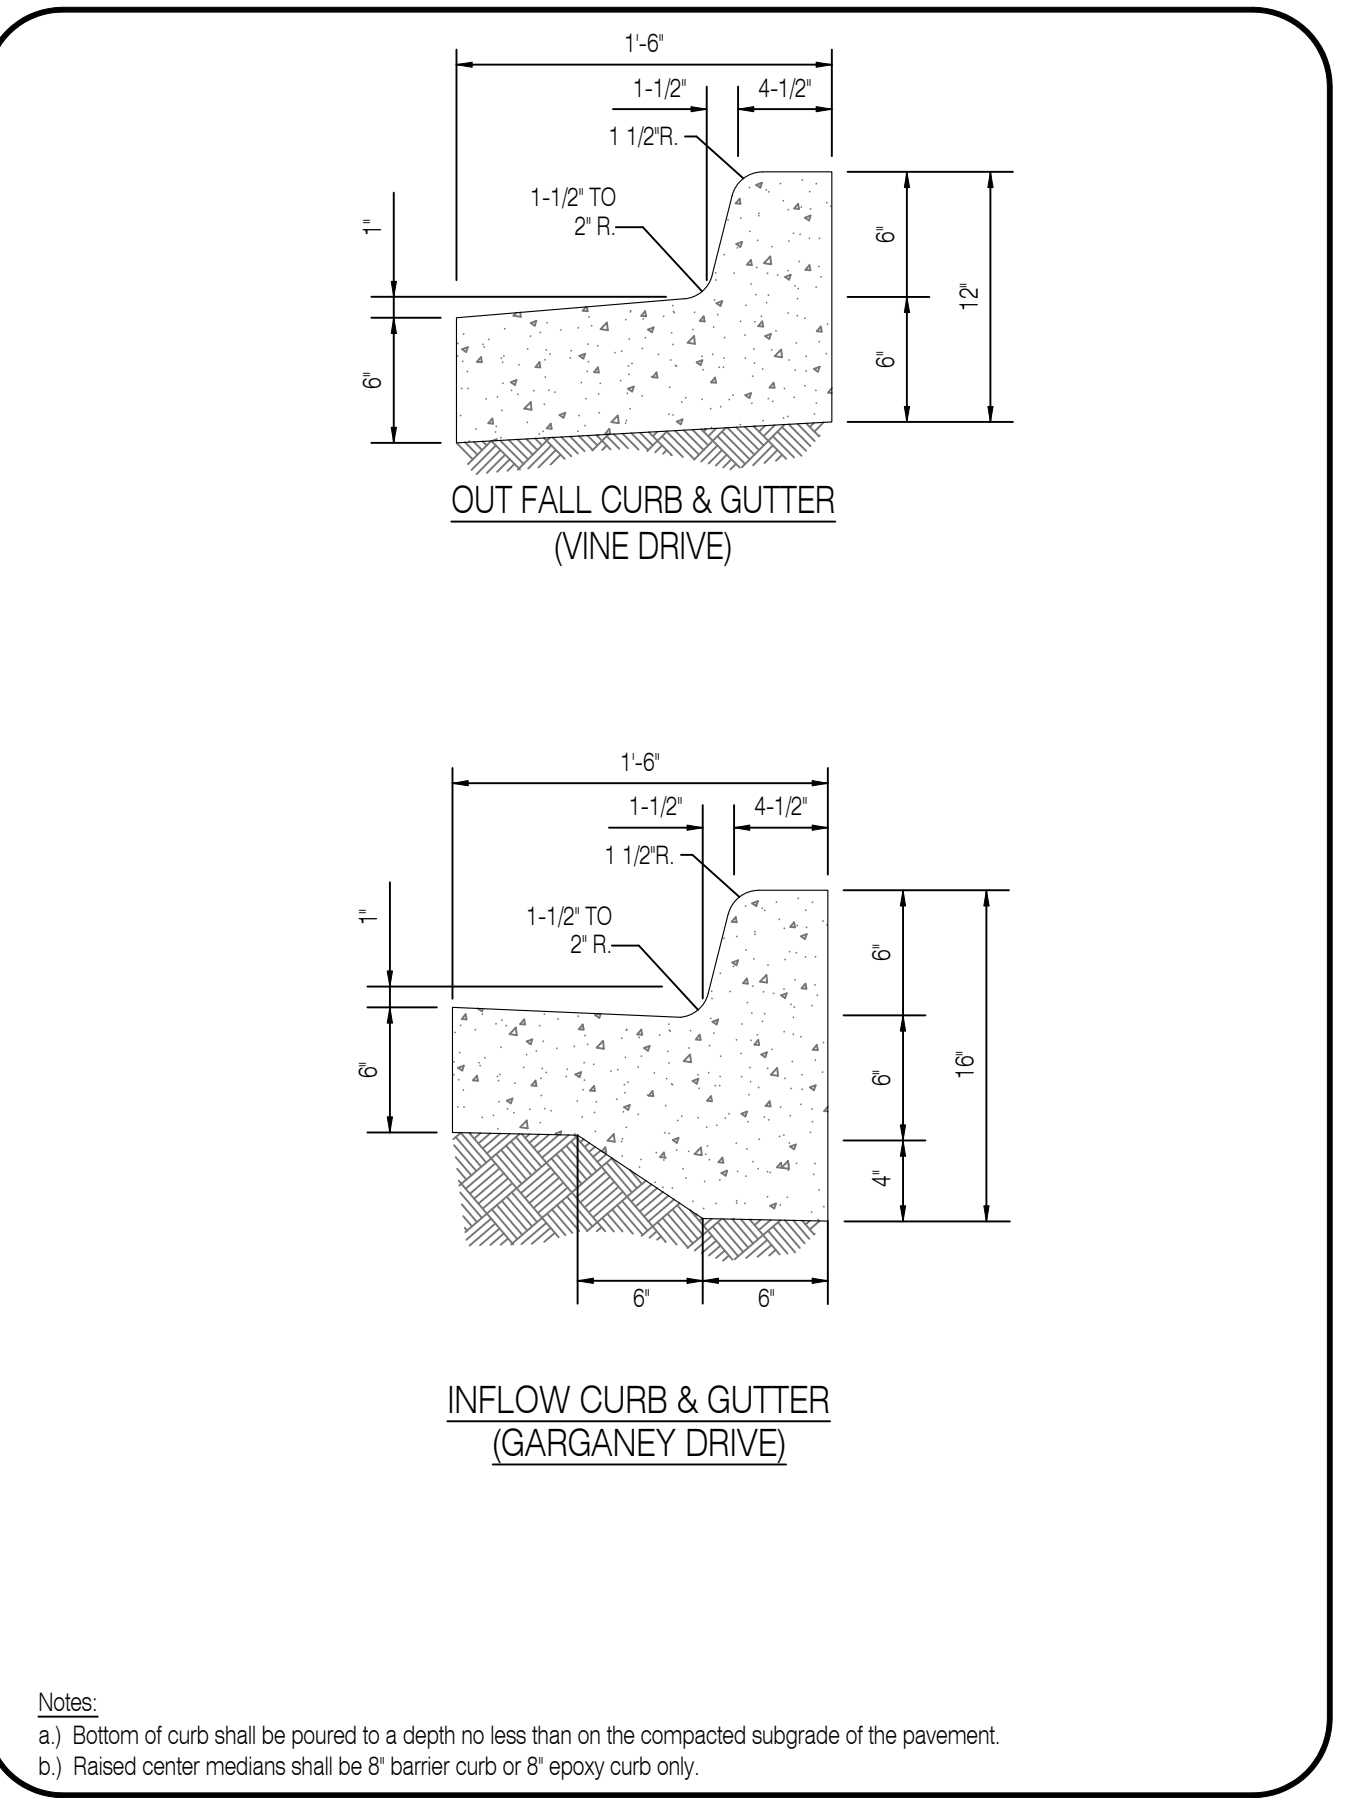 1'-6"
1-1/2"
4-1/2"
1 1/2"R.
1-1/2" TO
2" R.
1"
6"
6"
6"
12"
OUT FALL CURB & GUTTER
(VINE DRIVE)
1'-6"
1-1/2"
4-1/2"
1 1/2"R.
1-1/2" TO
2" R.
1"
6"
6"
6"
4"
16"
6"
6"
INFLOW CURB & GUTTER
(GARGANEY DRIVE)
Notes:
a.) Bottom of curb shall be poured to a depth no less than on the compacted subgrade of the pavement.
b.) Raised center medians shall be 8" barrier curb or 8" epoxy curb only.